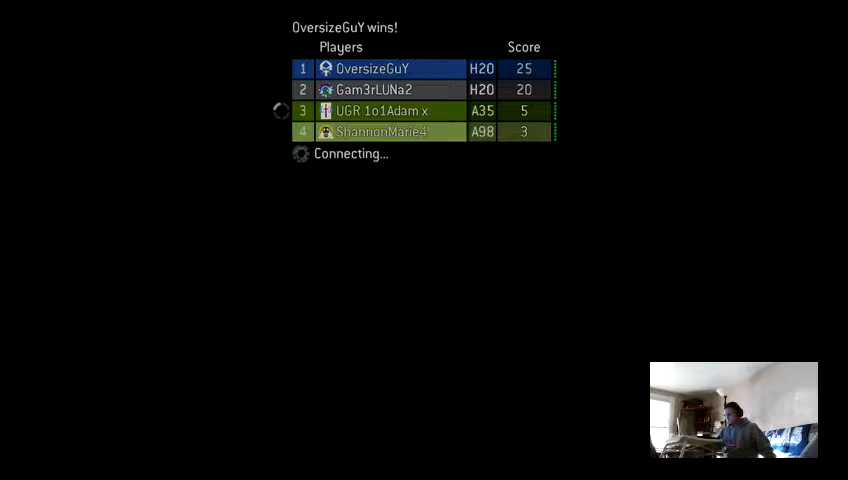 OversizeGuY wins!
Players Score
1 OversizeGuY H20 25
2 Gam3rLUNa2 H20 20
3 UGR 1o1Adam x A35 5
4 ShannonMarie4 A98 3
Connecting...